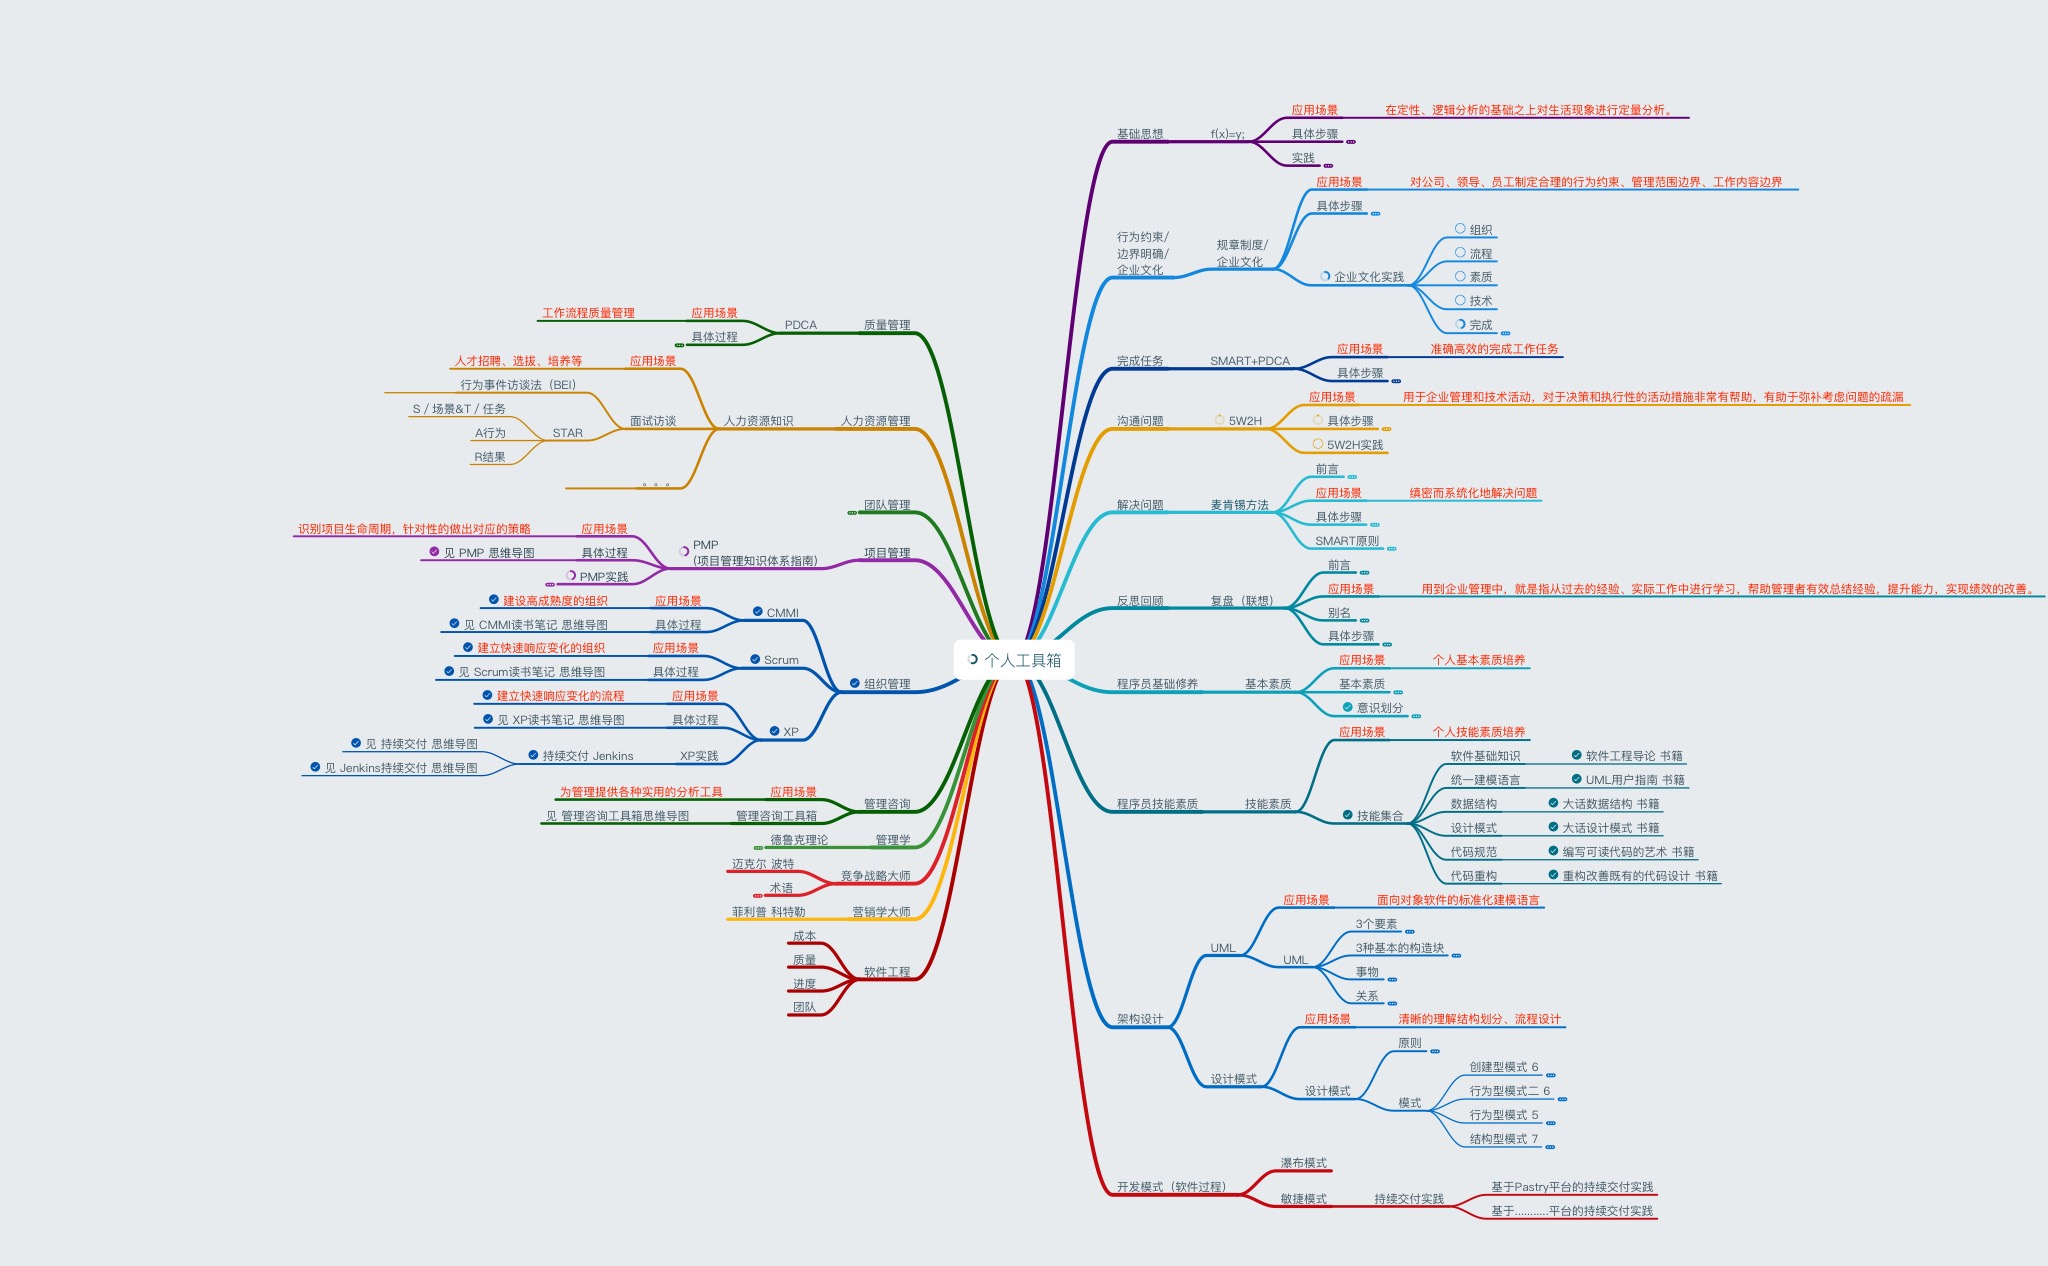 个人工具箱
基础思想
f(x)=y;
应用场景
在定性、逻辑分析的基础之上对生活现象进行定量分析。
具体步骤
实践
行为约束/
边界明确/
企业文化
规章制度/
企业文化
应用场景
对公司、领导、员工制定合理的行为约束、管理范围边界、工作内容边界
具体步骤
企业文化实践
组织
流程
素质
技术
完成
完成任务
SMART+PDCA
应用场景
准确高效的完成工作任务
具体步骤
沟通问题
5W2H
应用场景
用于企业管理和技术活动，对于决策和执行性的活动措施非常有帮助，有助于弥补考虑问题的疏漏
具体步骤
5W2H实践
解决问题
麦肯锡方法
前言
应用场景
缜密而系统化地解决问题
具体步骤
SMART原则
反思回顾
复盘（联想）
前言
应用场景
用到企业管理中，就是指从过去的经验、实际工作中进行学习，帮助管理者有效总结经验，提升能力，实现绩效的改善。
别名
具体步骤
程序员基础修养
基本素质
应用场景
个人基本素质培养
基本素质
意识划分
程序员技能素质
技能素质
应用场景
个人技能素质培养
技能集合
软件基础知识
软件工程导论 书籍
统一建模语言
UML用户指南 书籍
数据结构
大话数据结构 书籍
设计模式
大话设计模式 书籍
代码规范
编写可读代码的艺术 书籍
代码重构
重构改善既有的代码设计 书籍
架构设计
UML
应用场景
面向对象软件的标准化建模语言
UML
3个要素
3种基本的构造块
事物
关系
设计模式
应用场景
清晰的理解结构划分、流程设计
设计模式
原则
模式
创建型模式 6
行为型模式二 6
行为型模式 5
结构型模式 7
开发模式（软件过程）
瀑布模式
敏捷模式
持续交付实践
基于Pastry平台的持续交付实践
基于...........平台的持续交付实践
质量管理
PDCA
应用场景
工作流程质量管理
具体过程
人力资源管理
人力资源知识
应用场景
人才招聘、选拔、培养等
面试访谈
行为事件访谈法（BEI）
STAR
S / 场景&T / 任务
A行为
R结果
。。。
团队管理
项目管理
PMP
(项目管理知识体系指南)
应用场景
识别项目生命周期，针对性的做出对应的策略
具体过程
见 PMP 思维导图
PMP实践
组织管理
CMMI
应用场景
建设高成熟度的组织
具体过程
见 CMMI读书笔记 思维导图
Scrum
应用场景
建立快速响应变化的组织
具体过程
见 Scrum读书笔记 思维导图
XP
应用场景
建立快速响应变化的流程
具体过程
见 XP读书笔记 思维导图
XP实践
持续交付 Jenkins
见 持续交付 思维导图
见 Jenkins持续交付 思维导图
管理咨询
应用场景
为管理提供各种实用的分析工具
管理咨询工具箱
见 管理咨询工具箱思维导图
管理学
德鲁克理论
竞争战略大师
迈克尔 波特
术语
营销学大师
菲利普 科特勒
软件工程
成本
质量
进度
团队